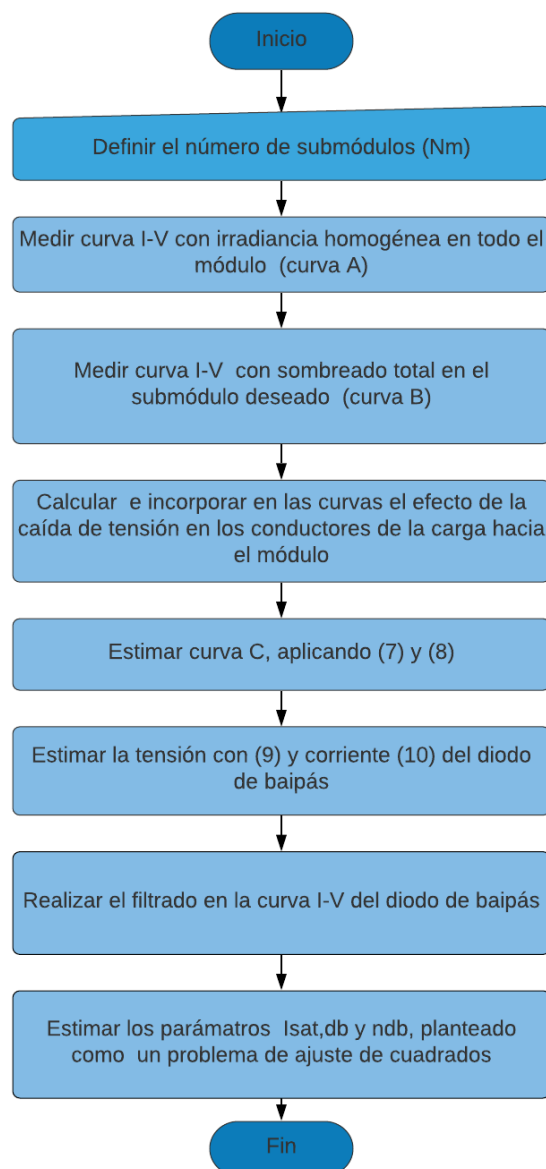 Inicio
Definir el número de submódulos (Nm)
Medir curva I-V con irradiancia homogénea en todo el
módulo (curva A)
Medir curva I-V con sombreado total en el
submódulo deseado (curva B)
Calcular e incorporar en las curvas el efecto de la
caída de tensión en los conductores de la carga hacia
el módulo
Estimar curva C, aplicando (7) y (8)
Estimar la tensión con (9) y corriente (10) del diodo
de baipás
Realizar el filtrado en la curva I-V del diodo de baipás
Estimar los parámatros Isat,db y ndb, planteado
como un problema de ajuste de cuadrados
Fin